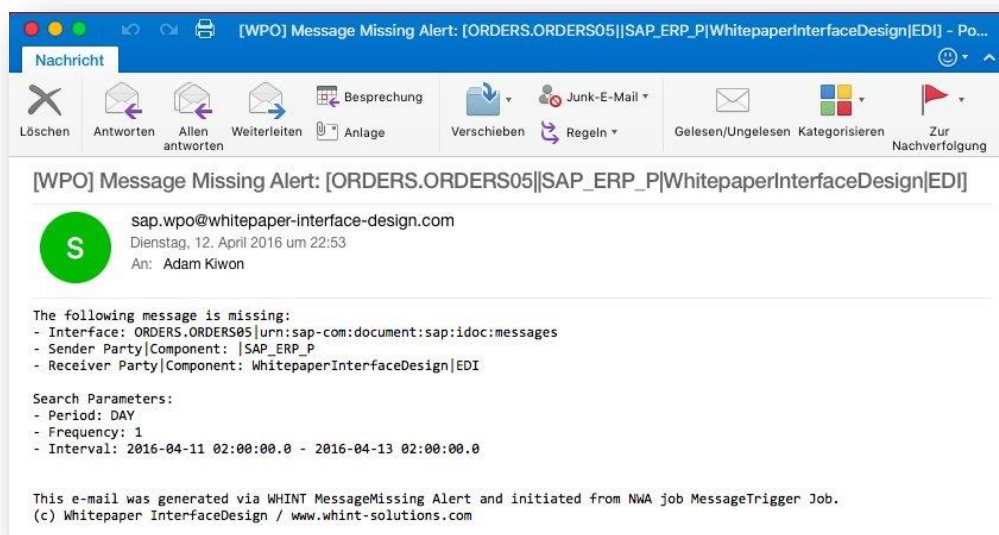 [WPO] Message Missing Alert: [ORDERS.ORDERS05||SAP_ERP_P|WhitepaperInterfaceDesign|EDI] - Po...
Nachricht
Löschen
Antworten
Allen
antworten
Weiterleiten
Besprechung
Anlage
Verschieben
Junk-E-Mail
Regeln
Gelesen/Ungelesen
Kategorisieren
Zur
Nachverfolgung
[WPO] Message Missing Alert: [ORDERS.ORDERS05||SAP_ERP_P|WhitepaperInterfaceDesign|EDI]
S
sap.wpo@whitepaper-interface-design.com
Dienstag, 12. April 2016 um 22:53
An: Adam Kiwon
The following message is missing:
- Interface: ORDERS.ORDERS05|urn:sap-com:document:sap:idoc:messages
- Sender Party|Component: |SAP_ERP_P
- Receiver Party|Component: WhitepaperInterfaceDesign|EDI
Search Parameters:
- Period: DAY
- Frequency: 1
- Interval: 2016-04-11 02:00:00.0 - 2016-04-13 02:00:00.0
This e-mail was generated via WHINT MessageMissing Alert and initiated from NWA job MessageTrigger Job.
(c) Whitepaper InterfaceDesign / www.whint-solutions.com